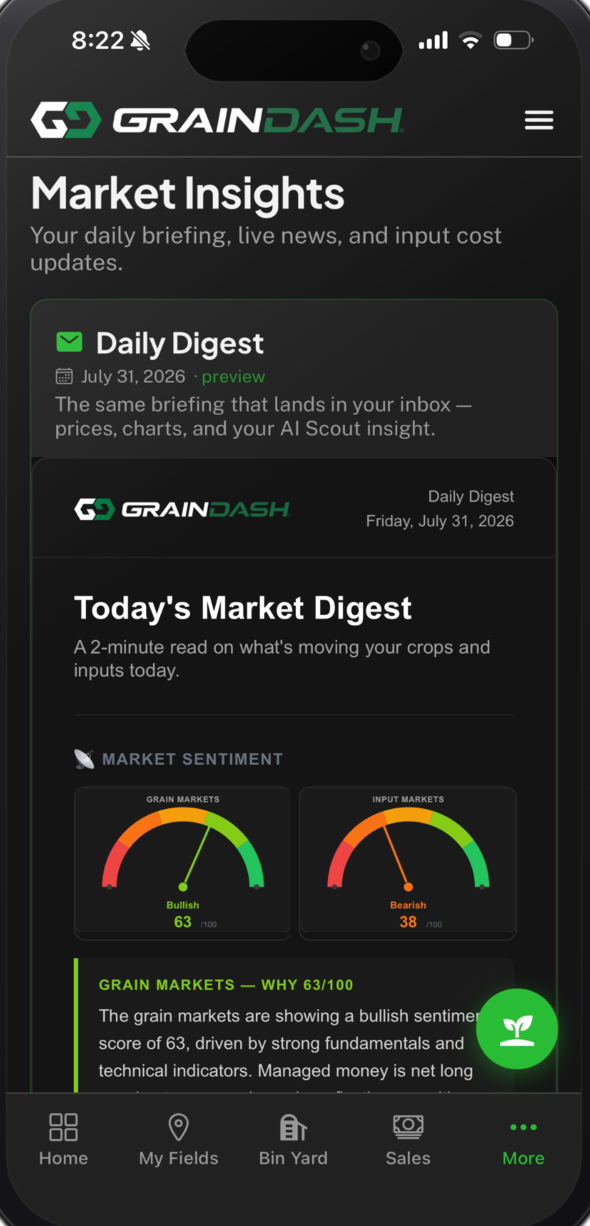 8:22
GRAINDASH
Market Insights
Your daily briefing, live news, and input cost
updates.
Daily Digest
July 31, 2026 · preview
The same briefing that lands in your inbox —
prices, charts, and your AI Scout insight.
GRAINDASH
Daily Digest
Friday, July 31, 2026
Today's Market Digest
A 2-minute read on what's moving your crops and
inputs today.
MARKET SENTIMENT
GRAIN MARKETS
Bullish
63 /100
INPUT MARKETS
Bearish
38 /100
GRAIN MARKETS — WHY 63/100
The grain markets are showing a bullish
score of 63, driven by strong fundamentals and
technical indicators. Managed money is net long
Home
My Fields
Bin Yard
Sales
More